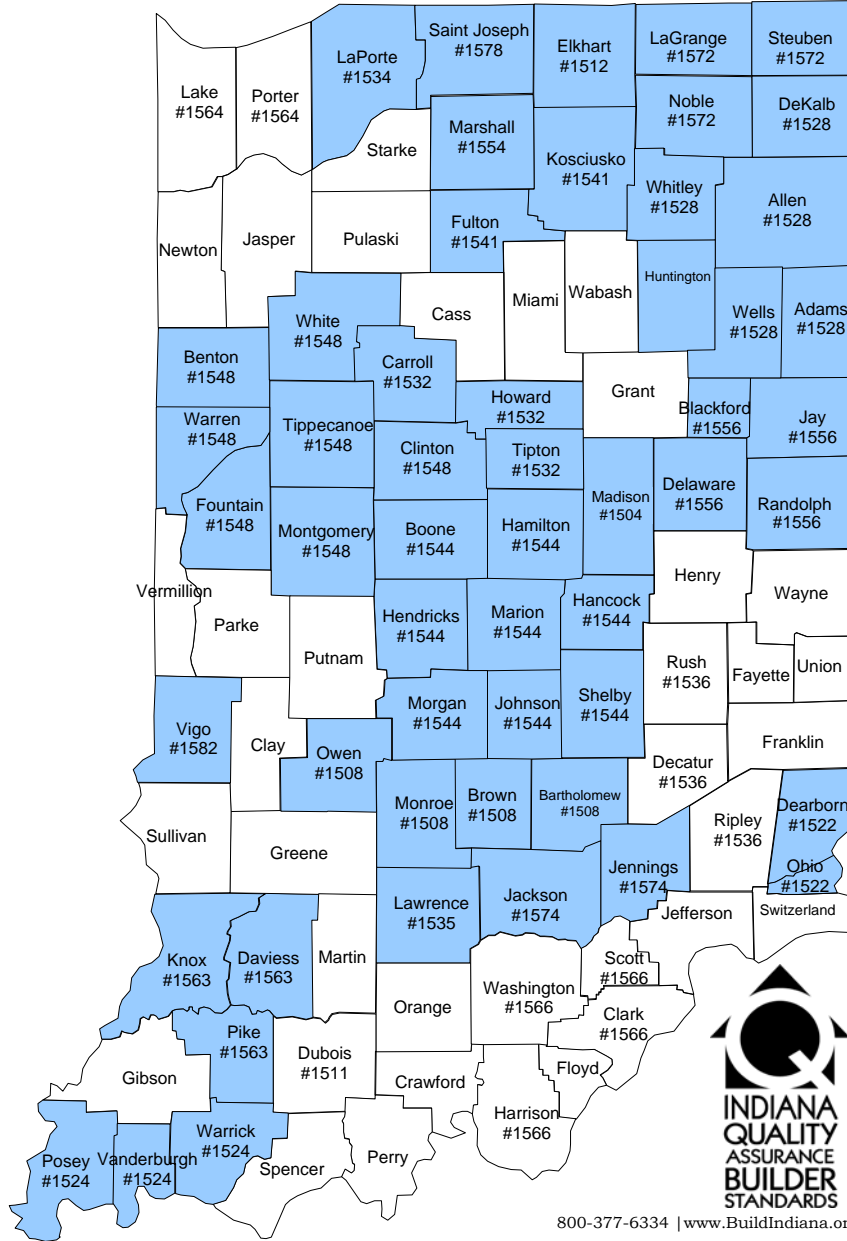 Saint Joseph
#1578
LaPorte
#1534
Elkhart
#1512
LaGrange
#1572
Steuben
#1572
Lake
#1564
Porter
#1564
Starke
Marshall
#1554
Noble
#1572
DeKalb
#1528
Kosciusko
#1541
Whitley
#1528
Allen
#1528
Newton
Jasper
Pulaski
Fulton
#1541
Huntington
Miami
Wabash
Cass
White
#1548
Wells
#1528
Adams
#1528
Benton
#1548
Carroll
#1532
Grant
Howard
#1532
Blackford
#1556
Jay
#1556
Warren
#1548
Tippecanoe
#1548
Clinton
#1548
Tipton
#1532
Madison
#1504
Delaware
#1556
Randolph
#1556
Fountain
#1548
Montgomery
#1548
Boone
#1544
Hamilton
#1544
Henry
Wayne
Vermillion
Parke
Putnam
Hendricks
#1544
Marion
#1544
Hancock
#1544
Rush
#1536
Fayette
Union
Morgan
#1544
Johnson
#1544
Shelby
#1544
Vigo
#1582
Clay
Owen
#1508
Franklin
Decatur
#1536
Monroe
#1508
Brown
#1508
Bartholomew
#1508
Dearborn
#1522
Ripley
#1536
Sullivan
Greene
Jennings
#1574
Ohio
#1522
Lawrence
#1535
Jackson
#1574
Jefferson
Switzerland
Knox
#1563
Daviess
#1563
Martin
Scott
#1566
Orange
Washington
#1566
Clark
#1566
Pike
#1563
Dubois
#1511
Gibson
Crawford
Floyd
Harrison
#1566
Posey
#1524
Vanderburgh
#1524
Warrick
#1524
Spencer
Perry
Q
INDIANA
QUALITY
ASSURANCE
BUILDER
STANDARDS
800-377-6334 | www.BuildIndiana.or